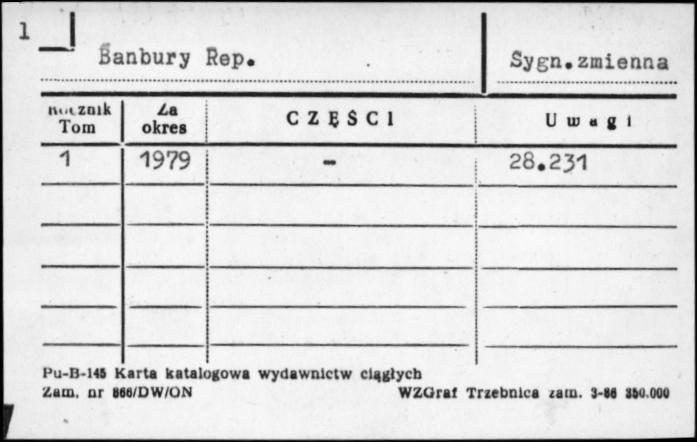 1
Banbury Rep.
Sygn.zmienna
Rocznik Tom
Za okres
CZĘŚCI
Uwagi
1 1979 - 28.231
Pu-B-145 Karta katalogowa wydawnictw ciągłych
Zam. nr 866/DW/ON WZGraf Trzebnica zam. 3-86 350.000